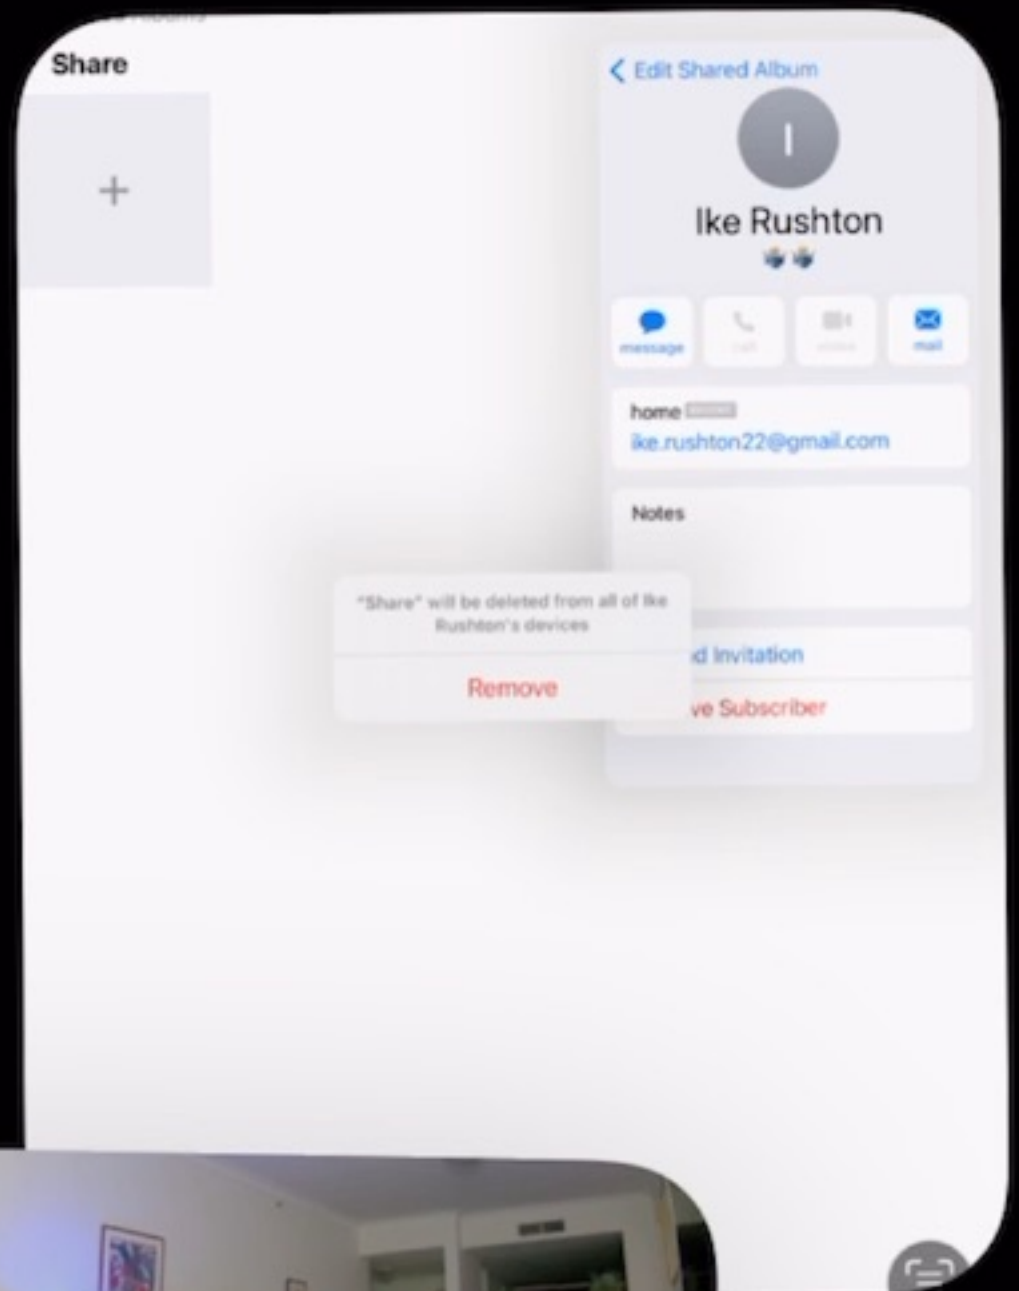 Share
Edit Shared Album
I
Ike Rushton
message
mail
home
ike.rushton22@gmail.com
Notes
"Share" will be deleted from all of Ike
Rushton's devices
Remove
d Invitation
ve Subscriber